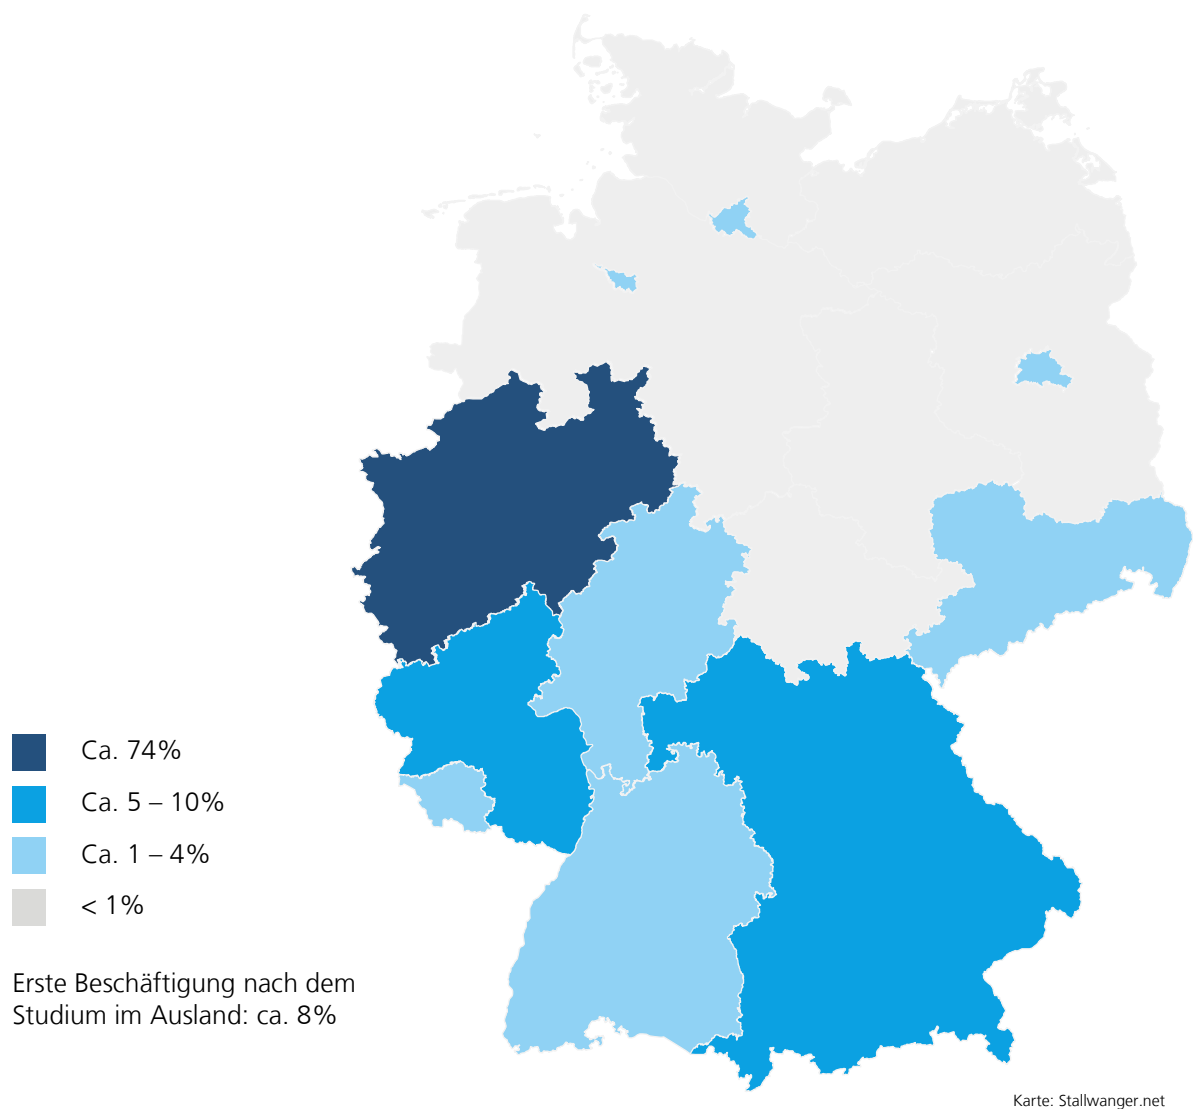 Ca. 74%
Ca. 5 – 10%
Ca. 1 – 4%
< 1%
Erste Beschäftigung nach dem
Studium im Ausland: ca. 8%
Karte: Stallwanger.net